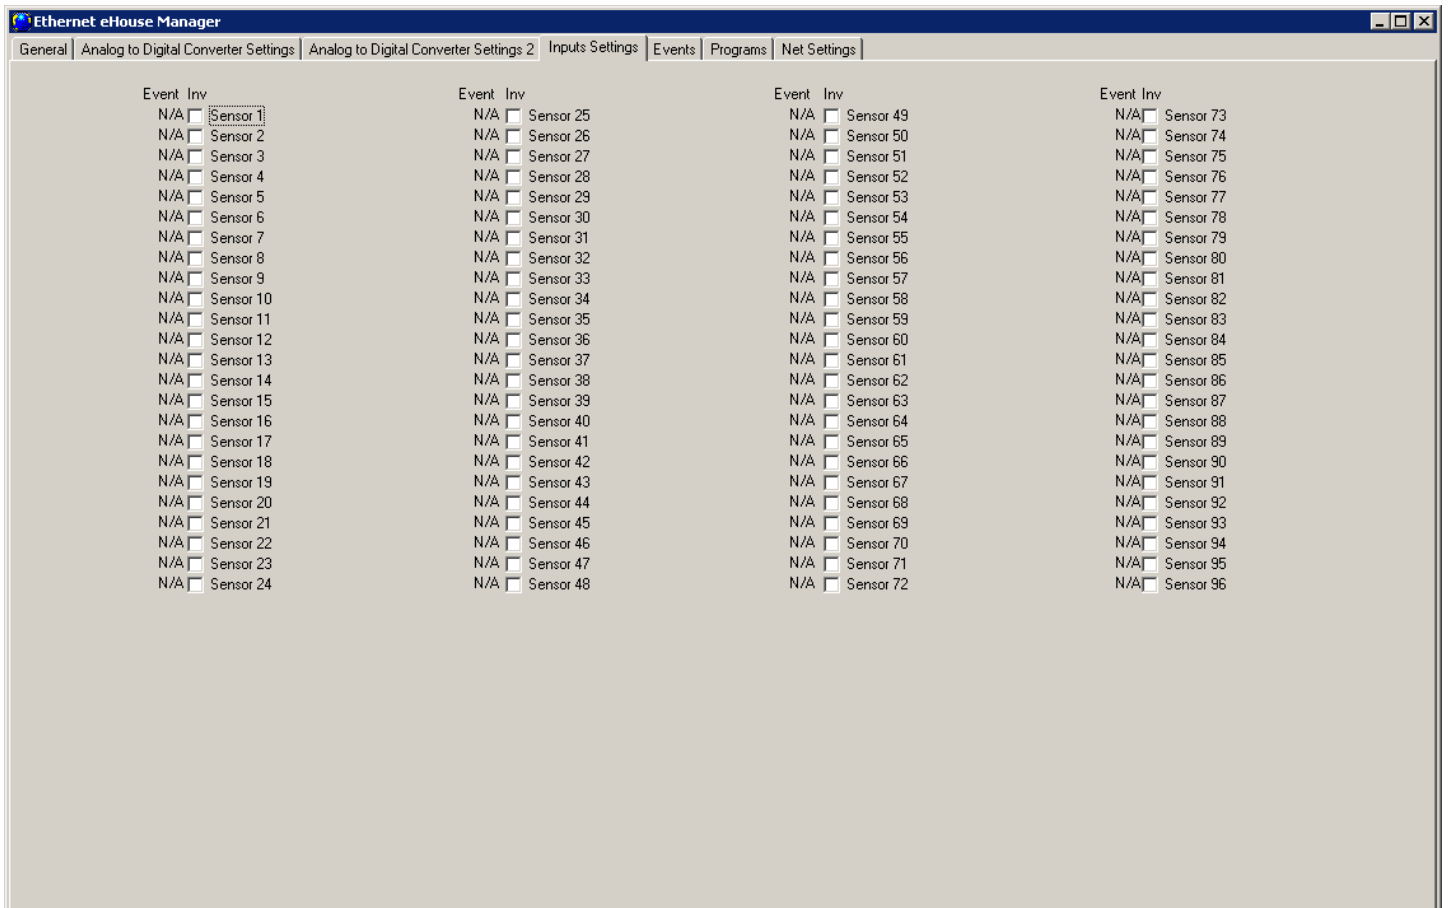 Ethernet eHouse Manager
General Analog to Digital Converter Settings Analog to Digital Converter Settings 2 Inputs Settings Events Programs Net Settings
Event Inv Event Inv Event Inv Event Inv
N/A Sensor 1 N/A Sensor 25 N/A Sensor 49 N/A Sensor 73
N/A Sensor 2 N/A Sensor 26 N/A Sensor 50 N/A Sensor 74
N/A Sensor 3 N/A Sensor 27 N/A Sensor 51 N/A Sensor 75
N/A Sensor 4 N/A Sensor 28 N/A Sensor 52 N/A Sensor 76
N/A Sensor 5 N/A Sensor 29 N/A Sensor 53 N/A Sensor 77
N/A Sensor 6 N/A Sensor 30 N/A Sensor 54 N/A Sensor 78
N/A Sensor 7 N/A Sensor 31 N/A Sensor 55 N/A Sensor 79
N/A Sensor 8 N/A Sensor 32 N/A Sensor 56 N/A Sensor 80
N/A Sensor 9 N/A Sensor 33 N/A Sensor 57 N/A Sensor 81
N/A Sensor 10 N/A Sensor 34 N/A Sensor 58 N/A Sensor 82
N/A Sensor 11 N/A Sensor 35 N/A Sensor 59 N/A Sensor 83
N/A Sensor 12 N/A Sensor 36 N/A Sensor 60 N/A Sensor 84
N/A Sensor 13 N/A Sensor 37 N/A Sensor 61 N/A Sensor 85
N/A Sensor 14 N/A Sensor 38 N/A Sensor 62 N/A Sensor 86
N/A Sensor 15 N/A Sensor 39 N/A Sensor 63 N/A Sensor 87
N/A Sensor 16 N/A Sensor 40 N/A Sensor 64 N/A Sensor 88
N/A Sensor 17 N/A Sensor 41 N/A Sensor 65 N/A Sensor 89
N/A Sensor 18 N/A Sensor 42 N/A Sensor 66 N/A Sensor 90
N/A Sensor 19 N/A Sensor 43 N/A Sensor 67 N/A Sensor 91
N/A Sensor 20 N/A Sensor 44 N/A Sensor 68 N/A Sensor 92
N/A Sensor 21 N/A Sensor 45 N/A Sensor 69 N/A Sensor 93
N/A Sensor 22 N/A Sensor 46 N/A Sensor 70 N/A Sensor 94
N/A Sensor 23 N/A Sensor 47 N/A Sensor 71 N/A Sensor 95
N/A Sensor 24 N/A Sensor 48 N/A Sensor 72 N/A Sensor 96